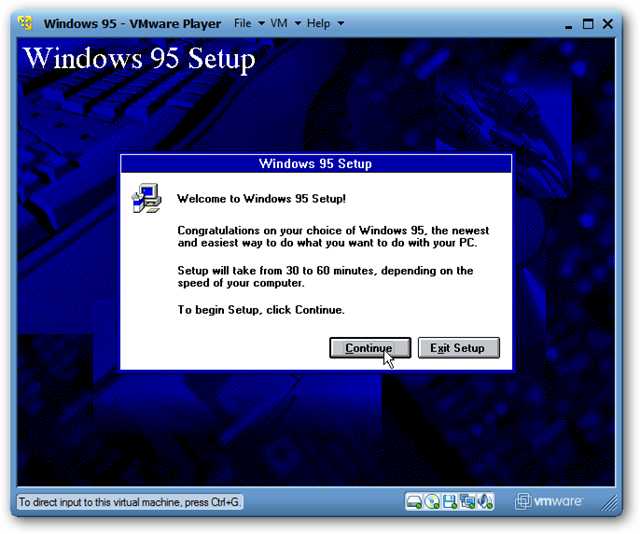 Windows 95 - VMware Player File VM Help
Windows 95 Setup
Windows 95 Setup
Welcome to Windows 95 Setup!
Congratulations on your choice of Windows 95, the newest
and easiest way to do what you want to do with your PC.
Setup will take from 30 to 60 minutes, depending on the
speed of your computer.
To begin Setup, click Continue.
Continue Exit Setup
To direct input to this virtual machine, press Ctrl+G.
vmware